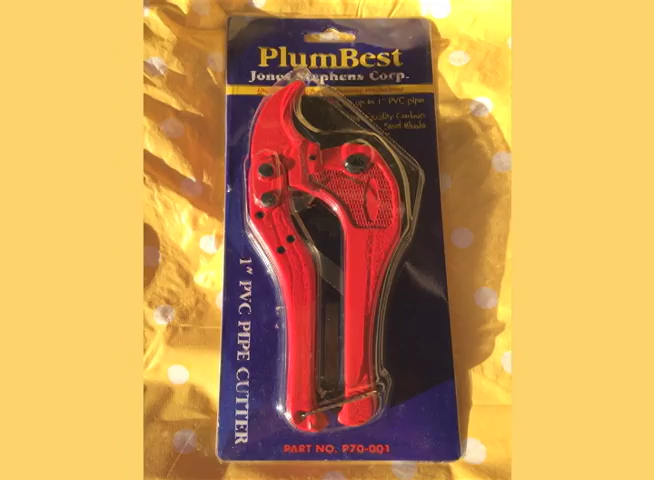 PlumBest
Jones Stephens Corp.
up to 1" PVC pipes
Quality Carbon
Steel Blade
1" PVC PIPE CUTTER
PART NO. P70-001